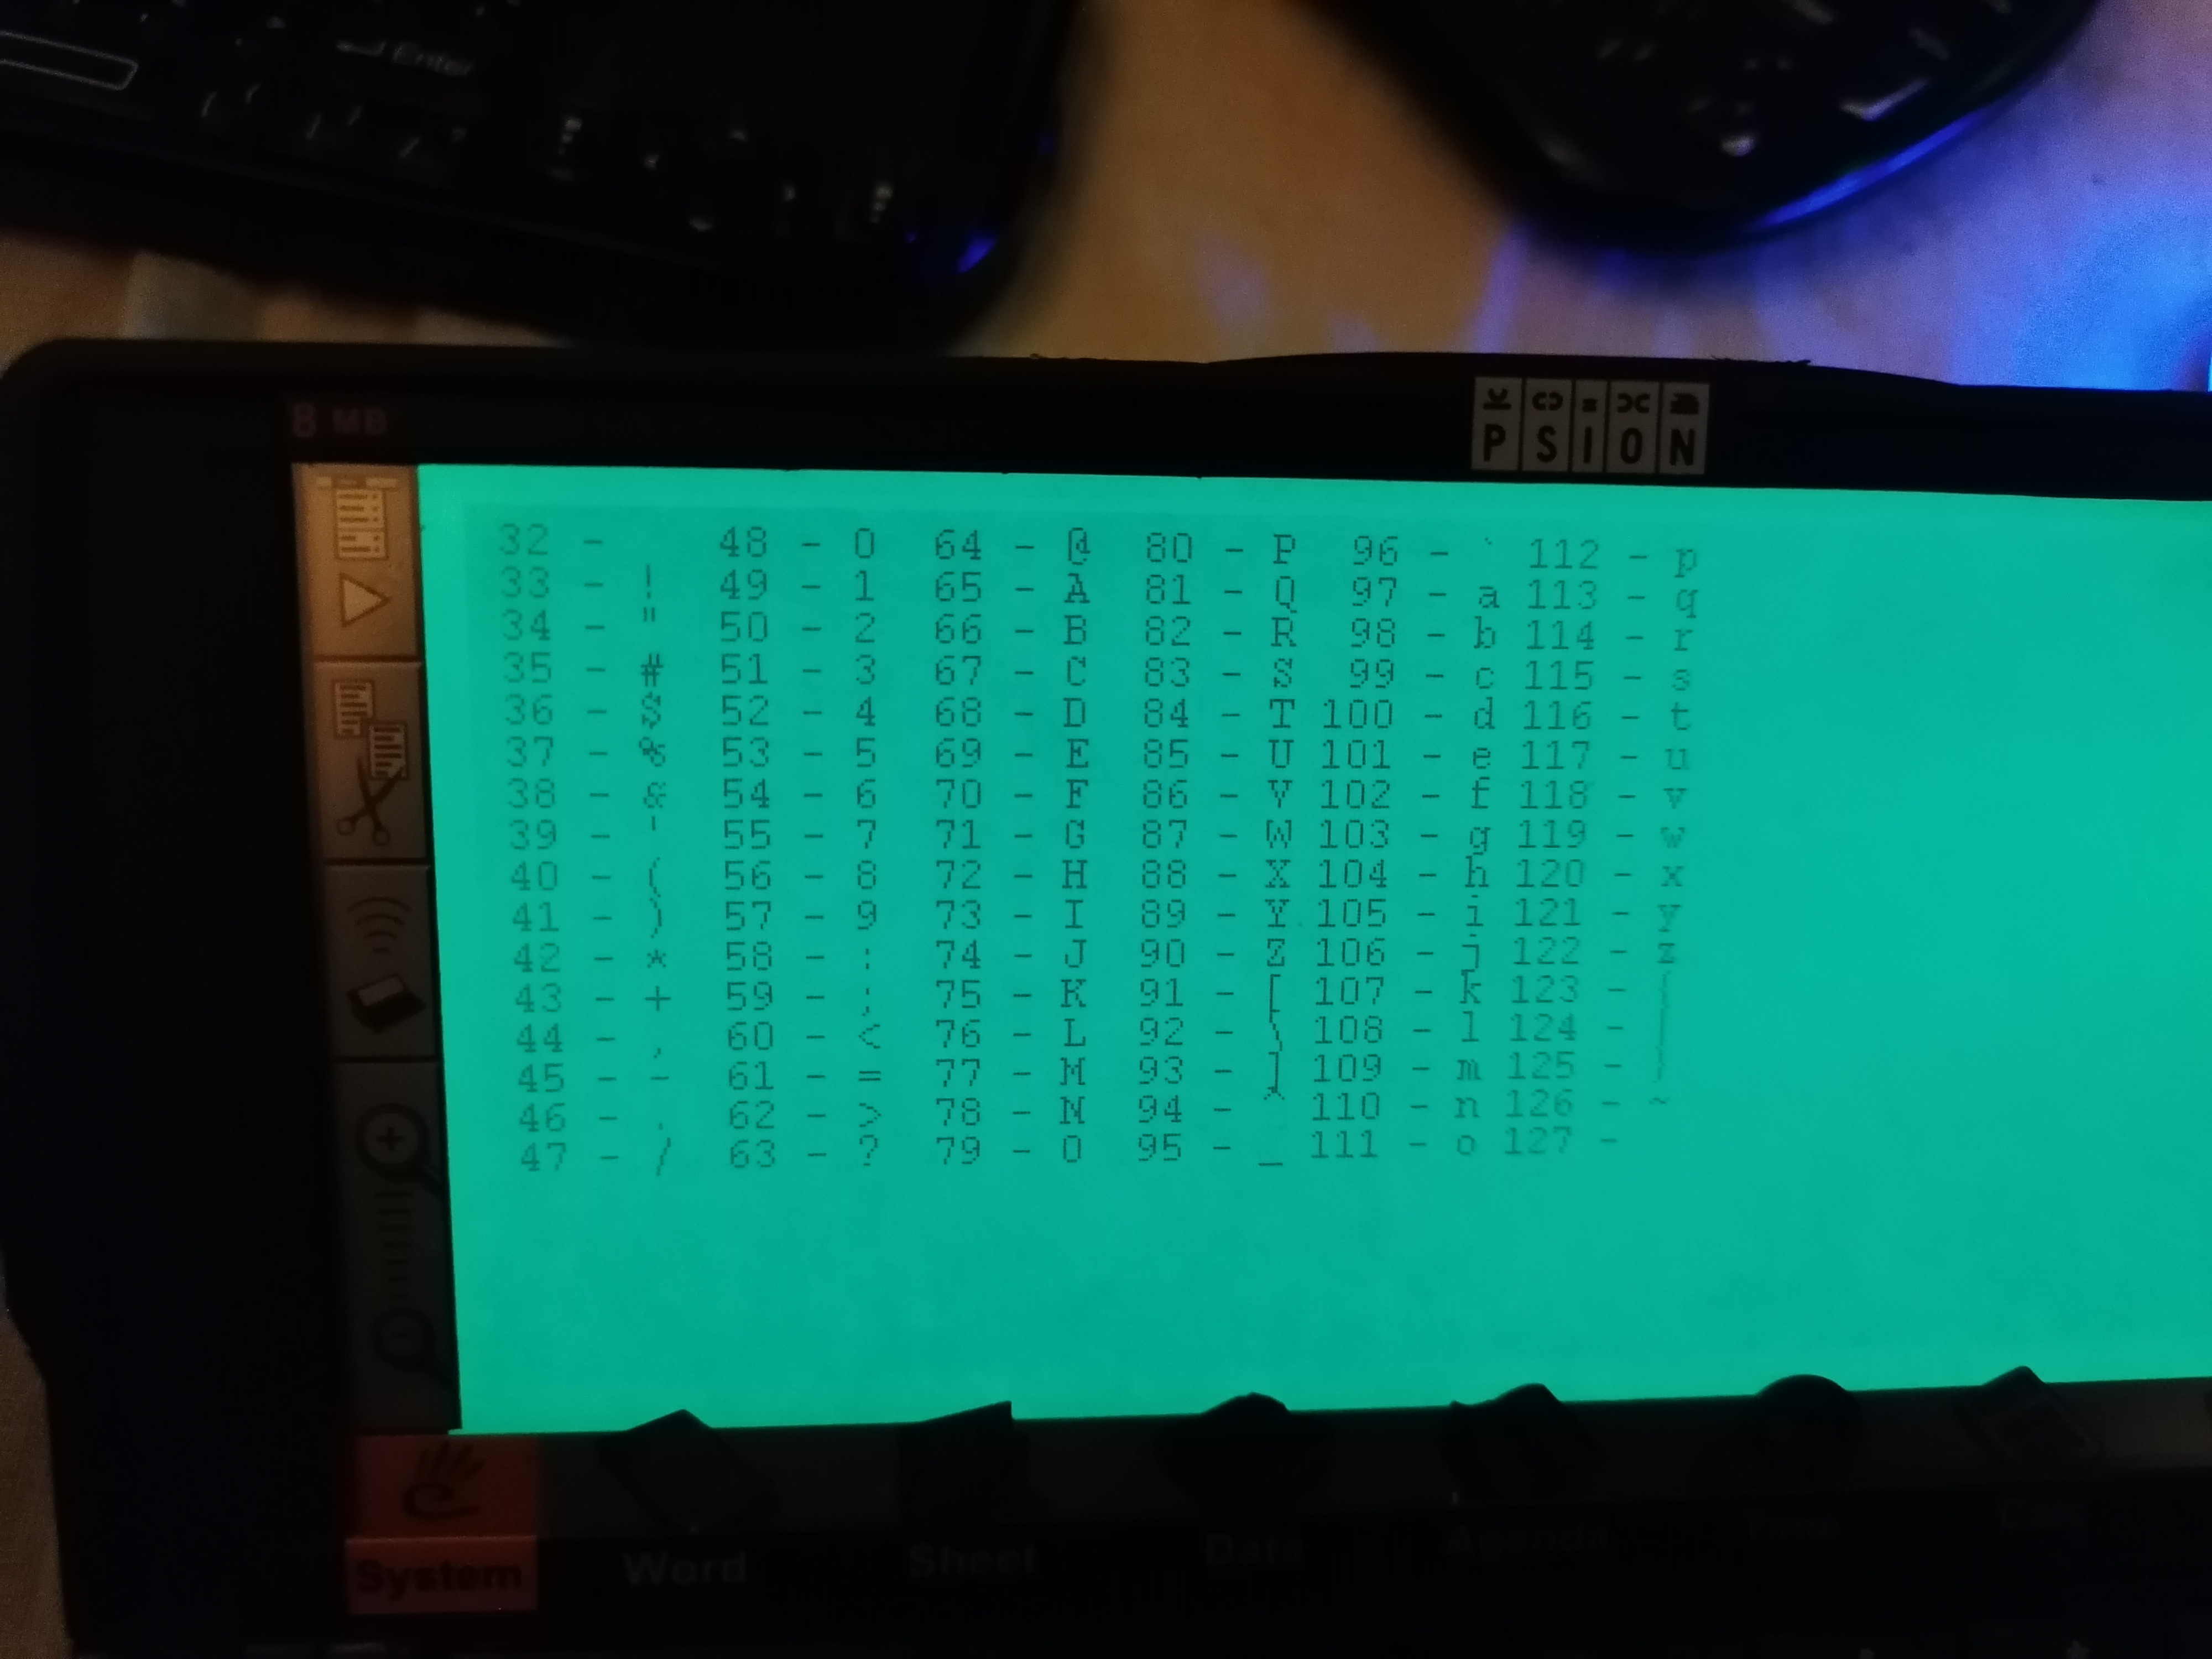 Enter
8 MB
PSION
32 -   48 - 0 64 - @ 80 - P 96 - ` 112 - p
33 - ! 49 - 1 65 - A 81 - Q 97 - a 113 - q
34 - " 50 - 2 66 - B 82 - R 98 - b 114 - r
35 - # 51 - 3 67 - C 83 - S 99 - c 115 - s
36 - $ 52 - 4 68 - D 84 - T 100 - d 116 - t
37 - % 53 - 5 69 - E 85 - U 101 - e 117 - u
38 - & 54 - 6 70 - F 86 - V 102 - f 118 - v
39 - ' 55 - 7 71 - G 87 - W 103 - g 119 - w
40 - ( 56 - 8 72 - H 88 - X 104 - h 120 - x
41 - ) 57 - 9 73 - I 89 - Y 105 - i 121 - y
42 - * 58 - : 74 - J 90 - Z 106 - j 122 - z
43 - + 59 - ; 75 - K 91 - [ 107 - k 123 - {
44 - , 60 - < 76 - L 92 - \ 108 - l 124 - |
45 - - 61 - = 77 - M 93 - ] 109 - m 125 - }
46 - . 62 - > 78 - N 94 - ^ 110 - n 126 - ~
47 - / 63 - ? 79 - O 95 - _ 111 - o 127 -
System Word Sheet Data Agenda Time Calc